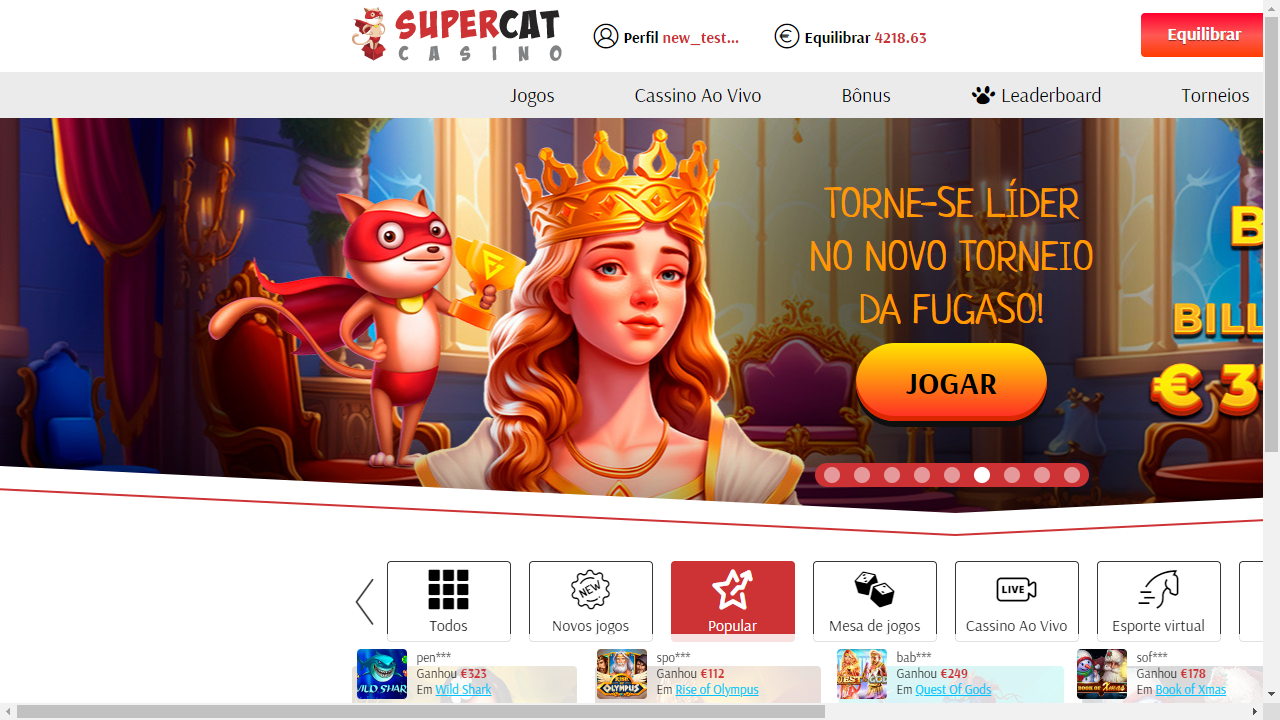 SUPERCAT
CASINO
Perfil new_test...
Equilibrar 4218.63
Equilibrar
Jogos
Cassino Ao Vivo
Bônus
Leaderboard
Torneios
TORNE-SE LÍDER
NO NOVO TORNEIO
DA FUGASO!
JOGAR
BILL
€ 3
Todos
NEW
Novos jogos
Popular
Mesa de jogos
LIVE
Cassino Ao Vivo
Esporte virtual
pen***
Ganhou €323
Em Wild Shark
spo***
Ganhou €112
Em Rise of Olympus
bab***
Ganhou €249
Em Quest Of Gods
sof***
Ganhou €178
Em Book of Xmas